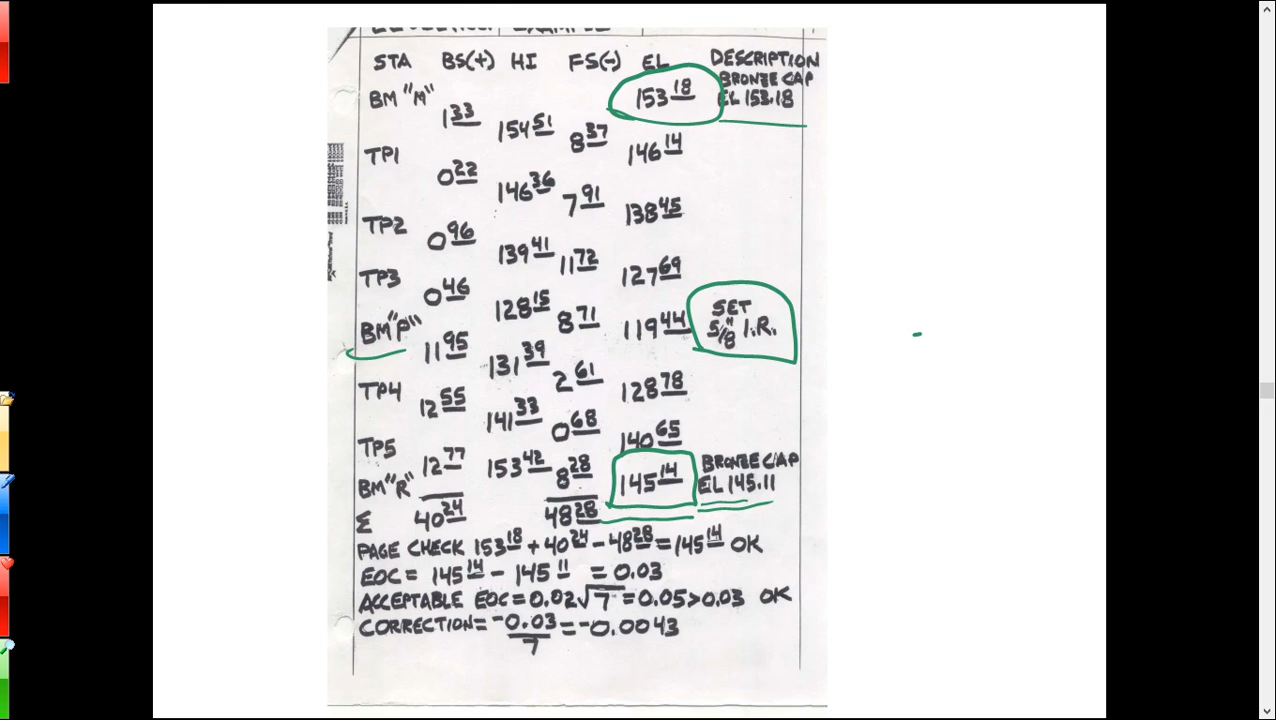 STA BS(+) HI FS(-) EL DESCRIPTION
BM "M" 153 18 BRONZE CAP
EL 153.18
1 33 154 51 8 37
TP1 146 14
0 22 146 36 7 91
TP2 138 45
0 96 139 41 11 72
TP3 127 69
0 46 128 15 8 71
BM "P" 119 44 SET
5/8" I.R.
11 95 131 39 2 61
TP4 128 78
12 55 141 33 0 68
TP5 140 65
12 77 153 42 8 28
BM "R" 145 14 BRONZE CAP
EL 145.11
Σ 40 24 48 28
PAGE CHECK 153 18 + 40 24 - 48 28 = 145 14 OK
EOC = 145 14 - 145 11 = 0.03
ACCEPTABLE EOC = 0.02√7 = 0.05 > 0.03 OK
CORRECTION = -0.03/7 = -0.0043